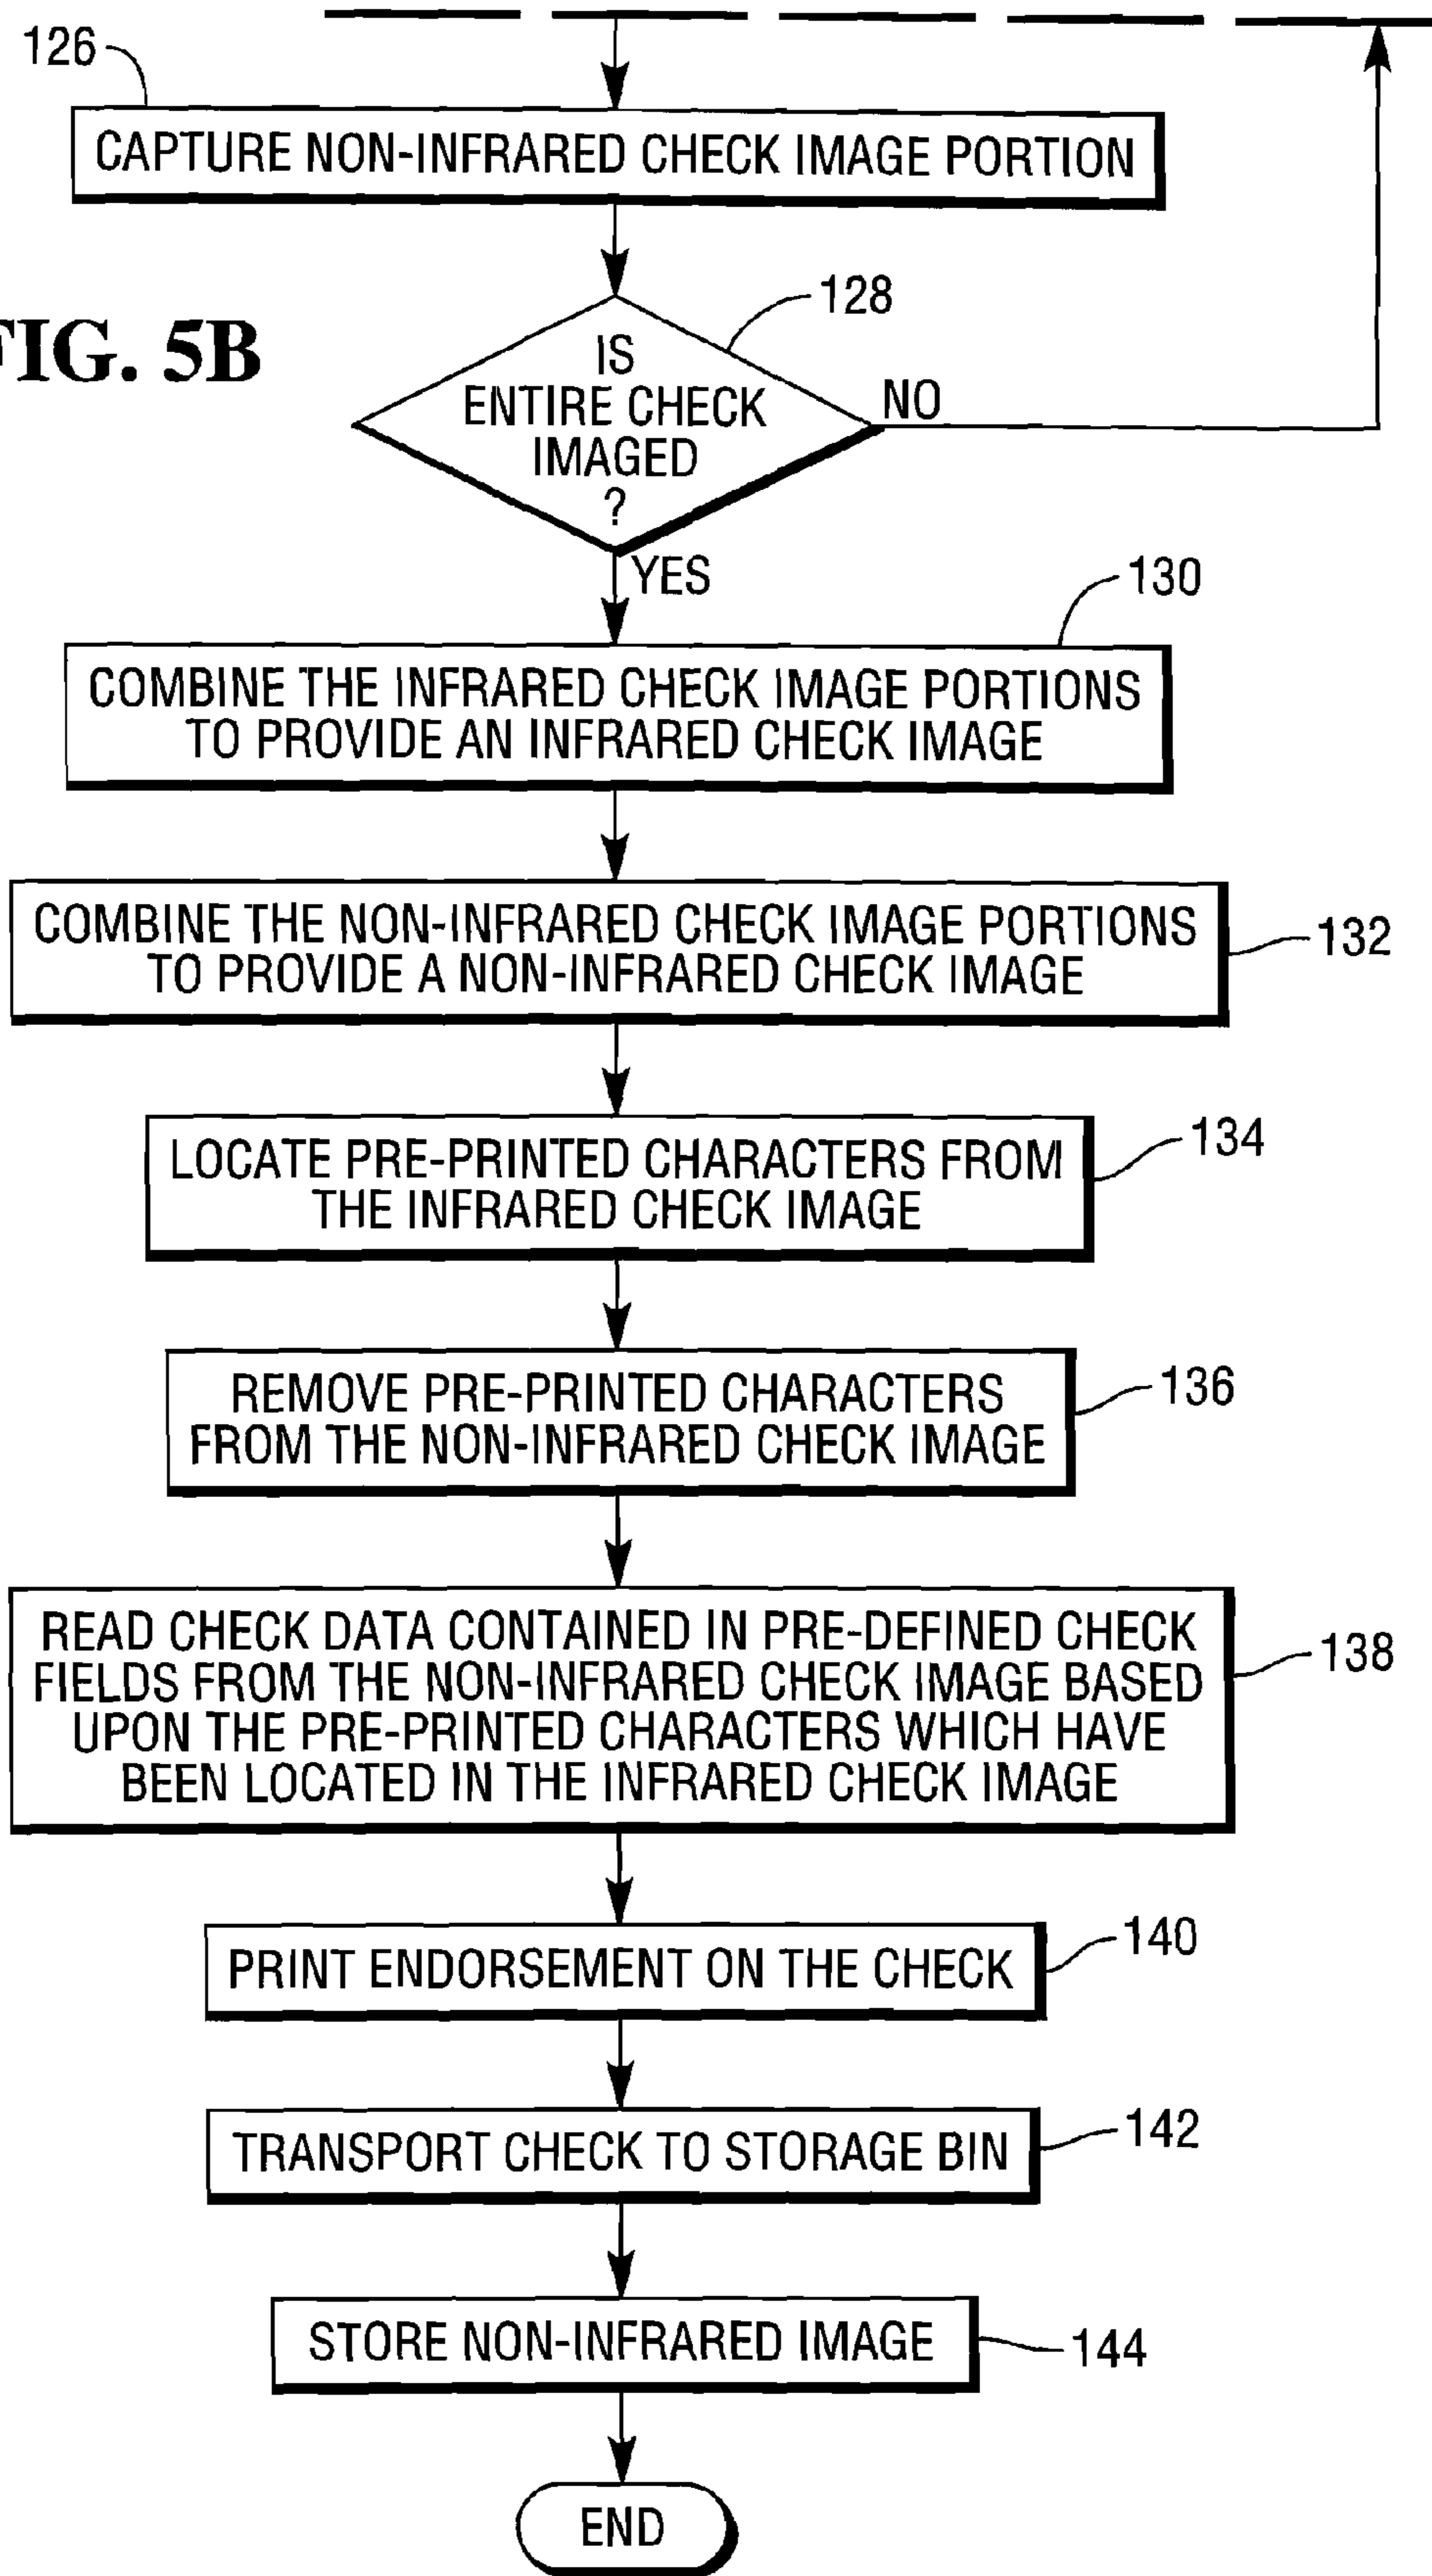 126
CAPTURE NON-INFRARED CHECK IMAGE PORTION
FIG. 5B
128
IS
ENTIRE CHECK
IMAGED
?
NO
YES
130
COMBINE THE INFRARED CHECK IMAGE PORTIONS
TO PROVIDE AN INFRARED CHECK IMAGE
COMBINE THE NON-INFRARED CHECK IMAGE PORTIONS
TO PROVIDE A NON-INFRARED CHECK IMAGE
132
LOCATE PRE-PRINTED CHARACTERS FROM
THE INFRARED CHECK IMAGE
134
REMOVE PRE-PRINTED CHARACTERS
FROM THE NON-INFRARED CHECK IMAGE
136
READ CHECK DATA CONTAINED IN PRE-DEFINED CHECK
FIELDS FROM THE NON-INFRARED CHECK IMAGE BASED
UPON THE PRE-PRINTED CHARACTERS WHICH HAVE
BEEN LOCATED IN THE INFRARED CHECK IMAGE
138
PRINT ENDORSEMENT ON THE CHECK
140
TRANSPORT CHECK TO STORAGE BIN
142
STORE NON-INFRARED IMAGE
144
END